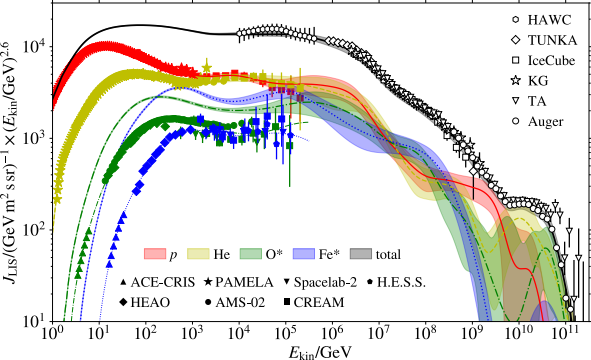 J_LIS/(GeV m² s sr)⁻¹ × (E_kin/GeV)^2.6
10⁴
10³
10²
10¹
HAWC
TUNKA
IceCube
KG
TA
Auger
p He O* Fe* total
ACE-CRIS PAMELA Spacelab-2 H.E.S.S.
HEAO AMS-02 CREAM
10⁰ 10¹ 10² 10³ 10⁴ 10⁵ 10⁶ 10⁷ 10⁸ 10⁹ 10¹⁰ 10¹¹
E_kin/GeV